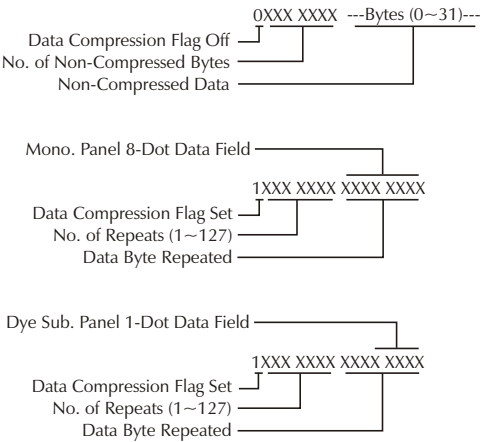 0XXX XXXX ---Bytes (0~31)---
Data Compression Flag Off
No. of Non-Compressed Bytes
Non-Compressed Data
Mono. Panel 8-Dot Data Field
1XXX XXXX XXXX XXXX
Data Compression Flag Set
No. of Repeats (1~127)
Data Byte Repeated
Dye Sub. Panel 1-Dot Data Field
1XXX XXXX XXXX XXXX
Data Compression Flag Set
No. of Repeats (1~127)
Data Byte Repeated